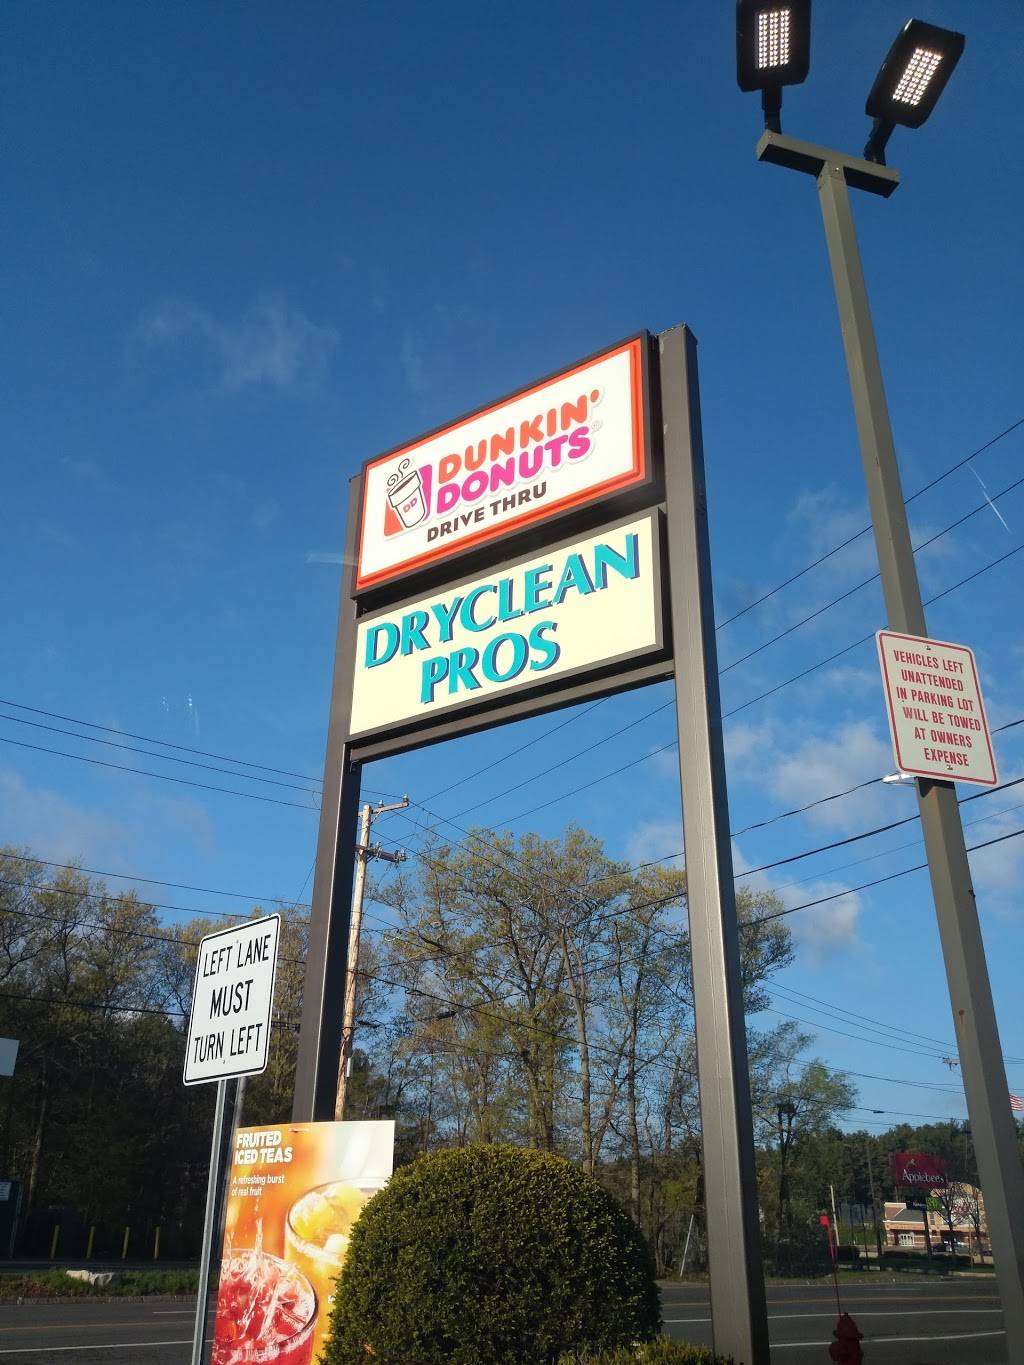 DUNKIN'
DONUTS
DD
DRIVE THRU
DRYCLEAN
PROS
VEHICLES LEFT
UNATTENDED
IN PARKING LOT
WILL BE TOWED
AT OWNERS
EXPENSE
LEFT LANE
MUST
TURN LEFT
FRUITED
ICED TEAS
A refreshing burst
of real fruit
Applebee's